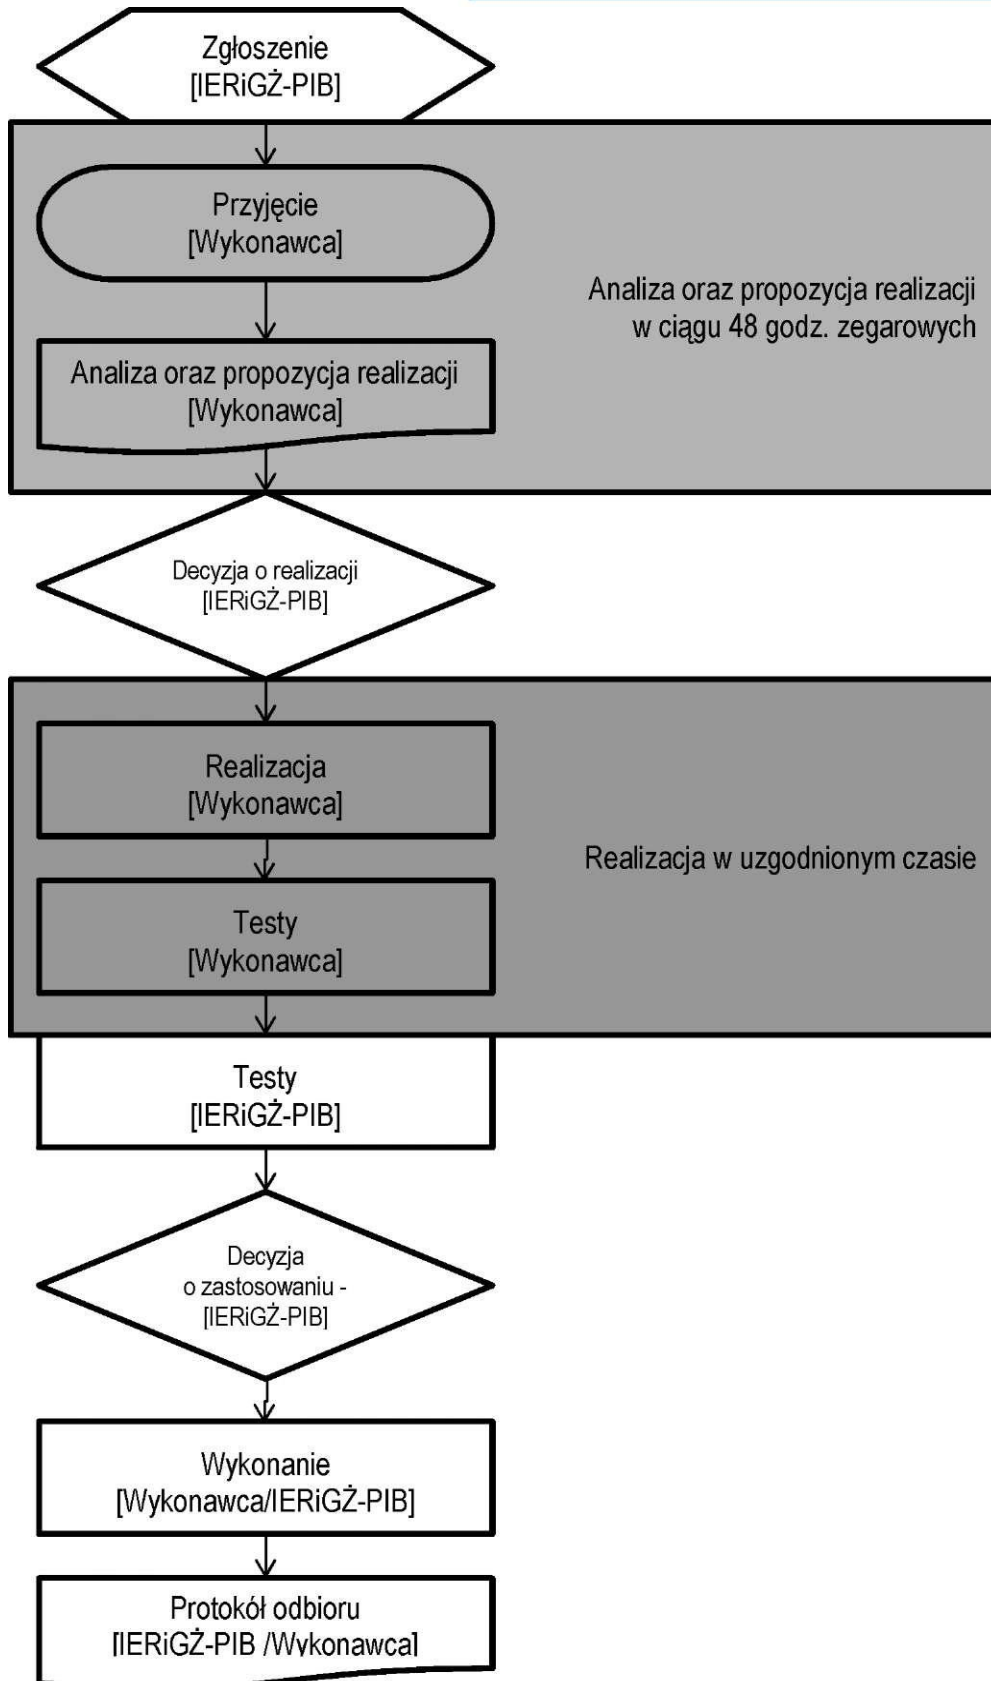 Zgłoszenie
[IERiGŻ-PIB]
Przyjęcie
[Wykonawca]
Analiza oraz propozycja realizacji
w ciągu 48 godz. zegarowych
Analiza oraz propozycja realizacji
[Wykonawca]
Decyzja o realizacji
[IERiGŻ-PIB]
Realizacja
[Wykonawca]
Realizacja w uzgodnionym czasie
Testy
[Wykonawca]
Testy
[IERiGŻ-PIB]
Decyzja
o zastosowaniu -
[IERiGŻ-PIB]
Wykonanie
[Wykonawca/IERiGŻ-PIB]
Protokół odbioru
[IERiGŻ-PIB /Wykonawca]